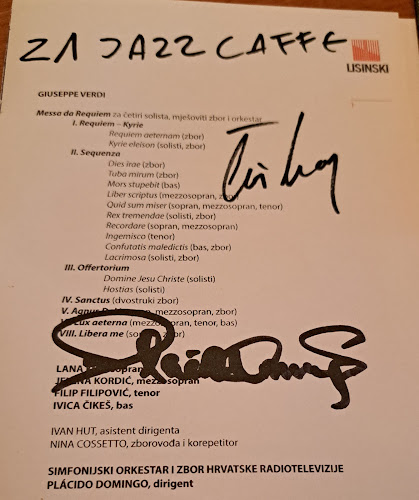 ZA JAZZ CAFFE
LISINSKI
GIUSEPPE VERDI
Messa da Requiem za četiri solista, mješoviti zbor i orkestar
I. Requiem – Kyrie
Requiem aeternam (zbor)
Kyrie eleison (solisti, zbor)
II. Sequenza
Dies irae (zbor)
Tuba mirum (zbor)
Mors stupebit (bas)
Liber scriptus (mezzosopran, zbor)
Quid sum miser (sopran, mezzosopran, tenor)
Rex tremendae (solisti, zbor)
Recordare (sopran, mezzosopran)
Ingemisco (tenor)
Confutatis maledictis (bas, zbor)
Lacrimosa (solisti, zbor)
III. Offertorium
Domine Jesu Christe (solisti)
Hostias (solisti)
IV. Sanctus (dvostruki zbor)
V. Agnus mezzosopran, zbor)
Lux aeterna (mezzosopran, tenor, bas)
VIII. Libera me
Plácido Domingo
LANA sopran
JELENA KORDIĆ, mezzosopran
FILIP FILIPOVIĆ, tenor
IVICA ČIKEŠ, bas
IVAN HUT, asistent dirigenta
NINA COSSETTO, zborovođa i korepetitor
SIMFONIJSKI ORKESTAR I ZBOR HRVATSKE RADIOTELEVIZIJE
PLÁCIDO DOMINGO, dirigent